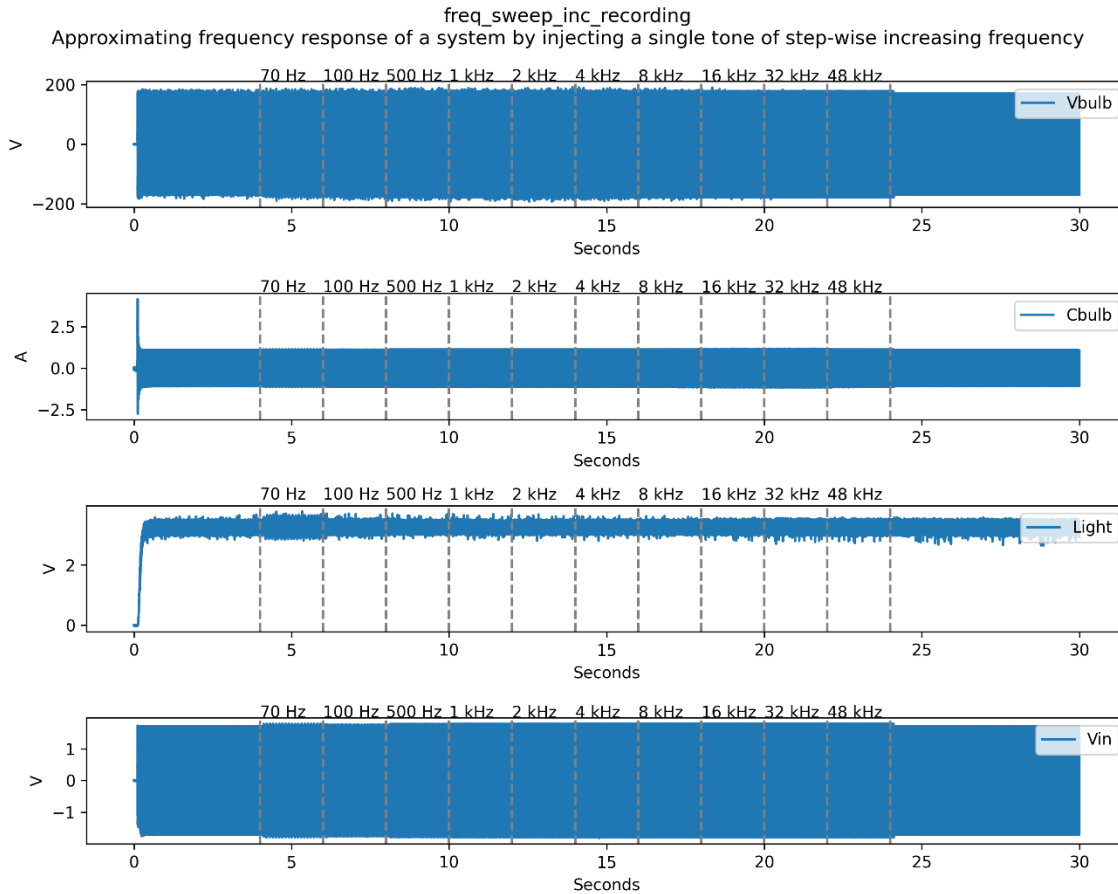 freq_sweep_inc_recording
Approximating frequency response of a system by injecting a single tone of step-wise increasing frequency
70 Hz 100 Hz 500 Hz 1 kHz 2 kHz 4 kHz 8 kHz 16 kHz 32 kHz 48 kHz
200
Vbulb
V
0
−200
0 5 10 15 20 25 30
Seconds
70 Hz 100 Hz 500 Hz 1 kHz 2 kHz 4 kHz 8 kHz 16 kHz 32 kHz 48 kHz
Cbulb
2.5
A
0.0
−2.5
0 5 10 15 20 25 30
Seconds
70 Hz 100 Hz 500 Hz 1 kHz 2 kHz 4 kHz 8 kHz 16 kHz 32 kHz 48 kHz
Light
V
2
0
0 5 10 15 20 25 30
Seconds
70 Hz 100 Hz 500 Hz 1 kHz 2 kHz 4 kHz 8 kHz 16 kHz 32 kHz 48 kHz
Vin
1
V
0
−1
0 5 10 15 20 25 30
Seconds